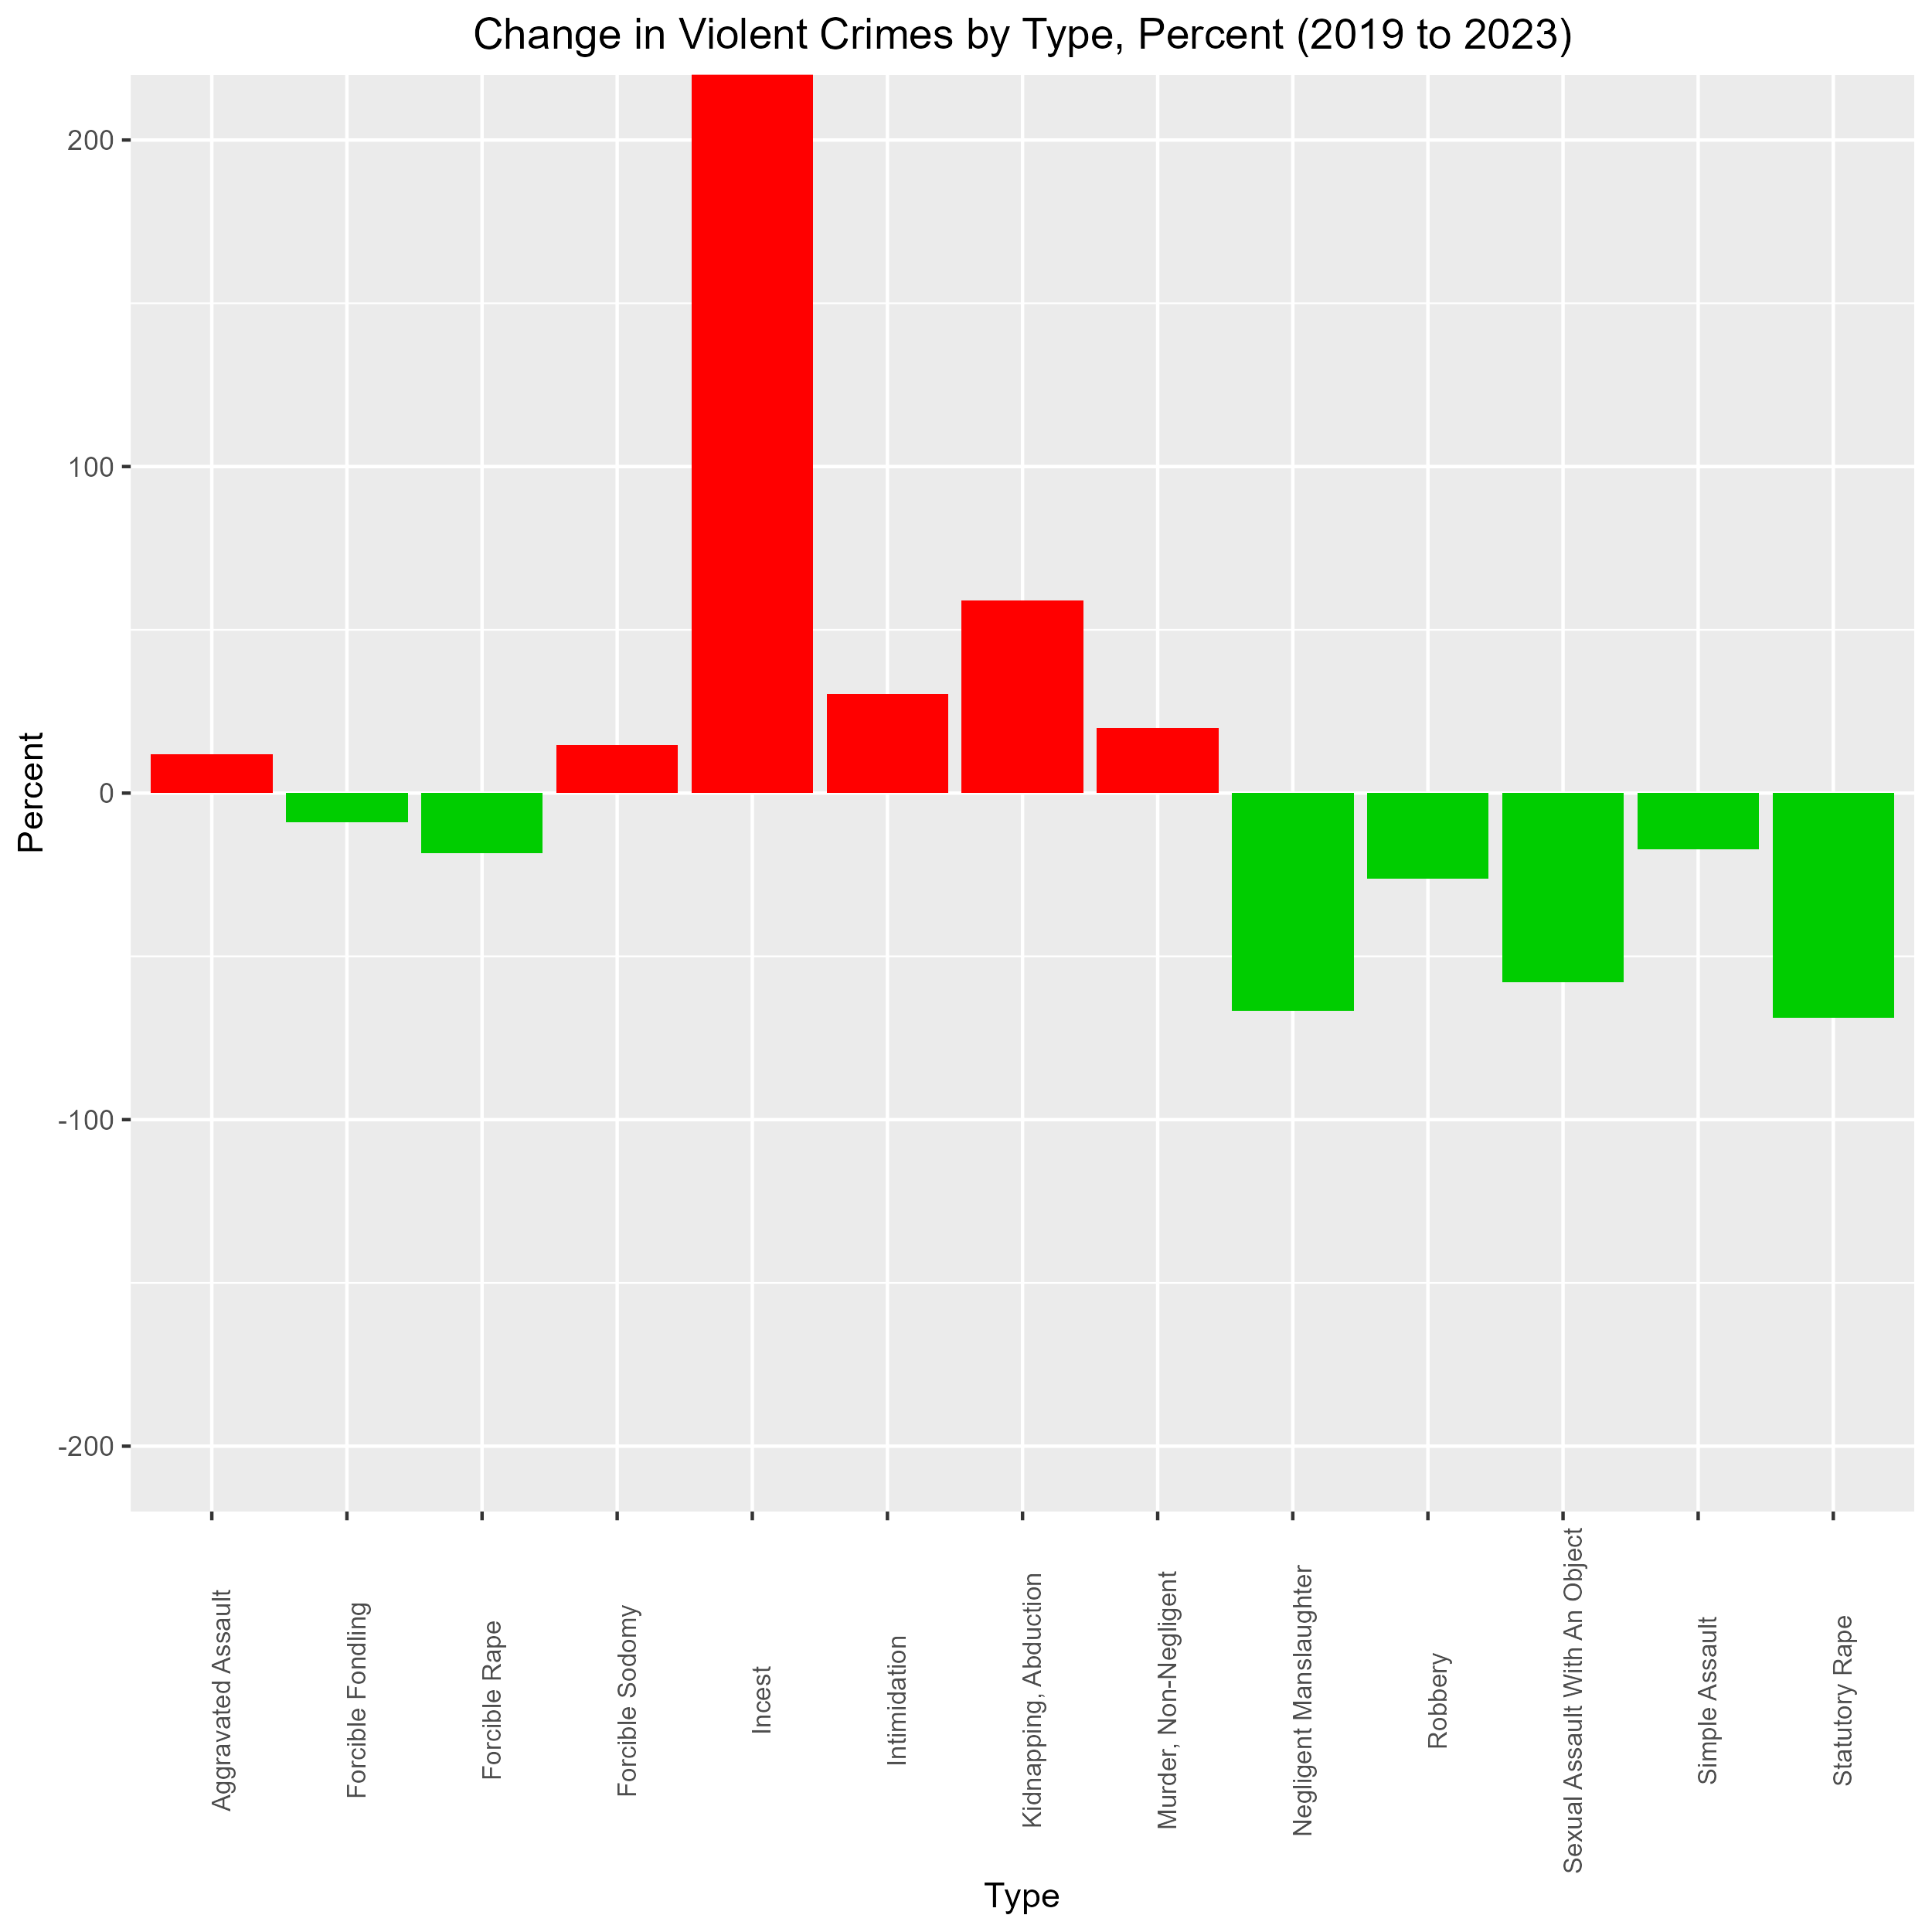 Change in Violent Crimes by Type, Percent (2019 to 2023)
Percent
200
100
0
-100
-200
Aggravated Assault
Forcible Fondling
Forcible Rape
Forcible Sodomy
Incest
Intimidation
Kidnapping, Abduction
Murder, Non-Negligent
Negligent Manslaughter
Robbery
Sexual Assault With An Object
Simple Assault
Statutory Rape
Type